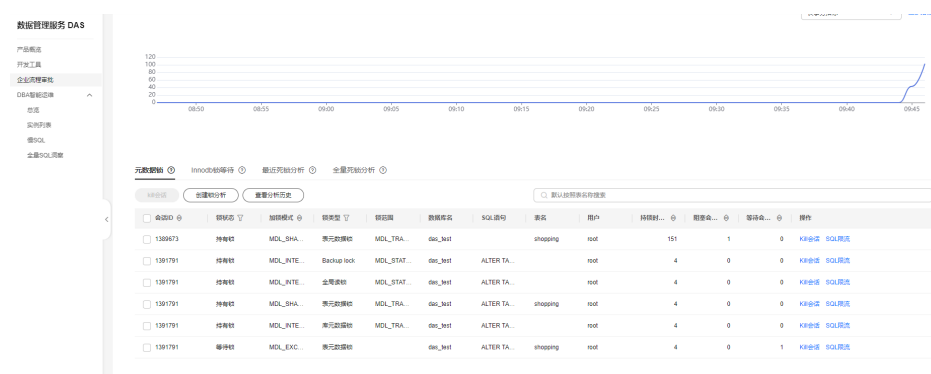 数据管理服务 DAS
产品概览
开发工具
企业流程审批
DBA智能运维
总览
实例列表
慢SQL
全量SQL洞察
120
100
80
60
40
20
0
08:50 08:55 09:00 09:05 09:10 09:15 09:20 09:25 09:30 09:35 09:40 09:45
元数据锁 Innodb锁等待 最近死锁分析 全量死锁分析
kill会话 创建锁分析 查看分析历史 默认按照表名称搜索
会话ID 锁状态 加锁模式 锁类型 锁范围 数据库名 SQL语句 表名 用户 持锁时... 阻塞会... 等待会... 操作
1389673 持有锁 MDL_SHA... 表元数据锁 MDL_TRA... das_test shopping root 151 1 0 Kill会话 SQL限流
1391791 持有锁 MDL_INTE... Backup lock MDL_STAT... das_test ALTER TA... root 4 0 0 Kill会话 SQL限流
1391791 持有锁 MDL_INTE... 全局读锁 MDL_STAT... das_test ALTER TA... root 4 0 0 Kill会话 SQL限流
1391791 持有锁 MDL_SHA... 表元数据锁 MDL_TRA... das_test ALTER TA... shopping root 4 0 0 Kill会话 SQL限流
1391791 持有锁 MDL_INTE... 库元数据锁 MDL_TRA... das_test ALTER TA... root 4 0 0 Kill会话 SQL限流
1391791 等待锁 MDL_EXC... 表元数据锁 das_test ALTER TA... shopping root 4 0 1 Kill会话 SQL限流